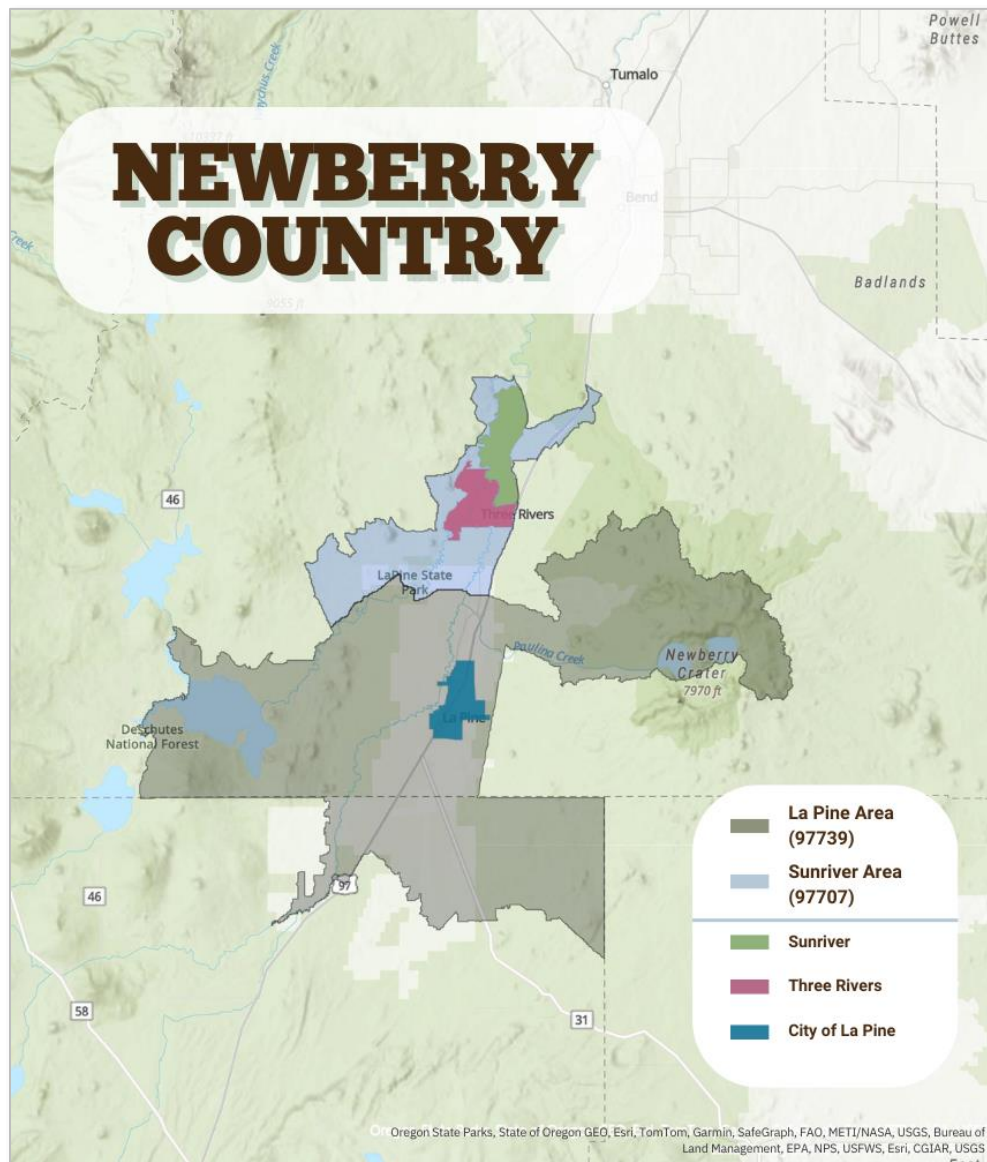 Powell
Buttes
Tumalo
NEWBERRY
COUNTRY
Bend
Creek
Badlands
9055 ft
46
Three Rivers
LaPine State
Park
Paulina Creek
Newberry
Crater
7970 ft
La Pine
Deschutes
National Forest
La Pine Area
(97739)
Sunriver Area
(97707)
97
46
Sunriver
Three Rivers
58
31
City of La Pine
Oregon State Parks, State of Oregon GEO, Esri, TomTom, Garmin, SafeGraph, FAO, METI/NASA, USGS, Bureau of
Land Management, EPA, NPS, USFWS, Esri, CGIAR, USGS